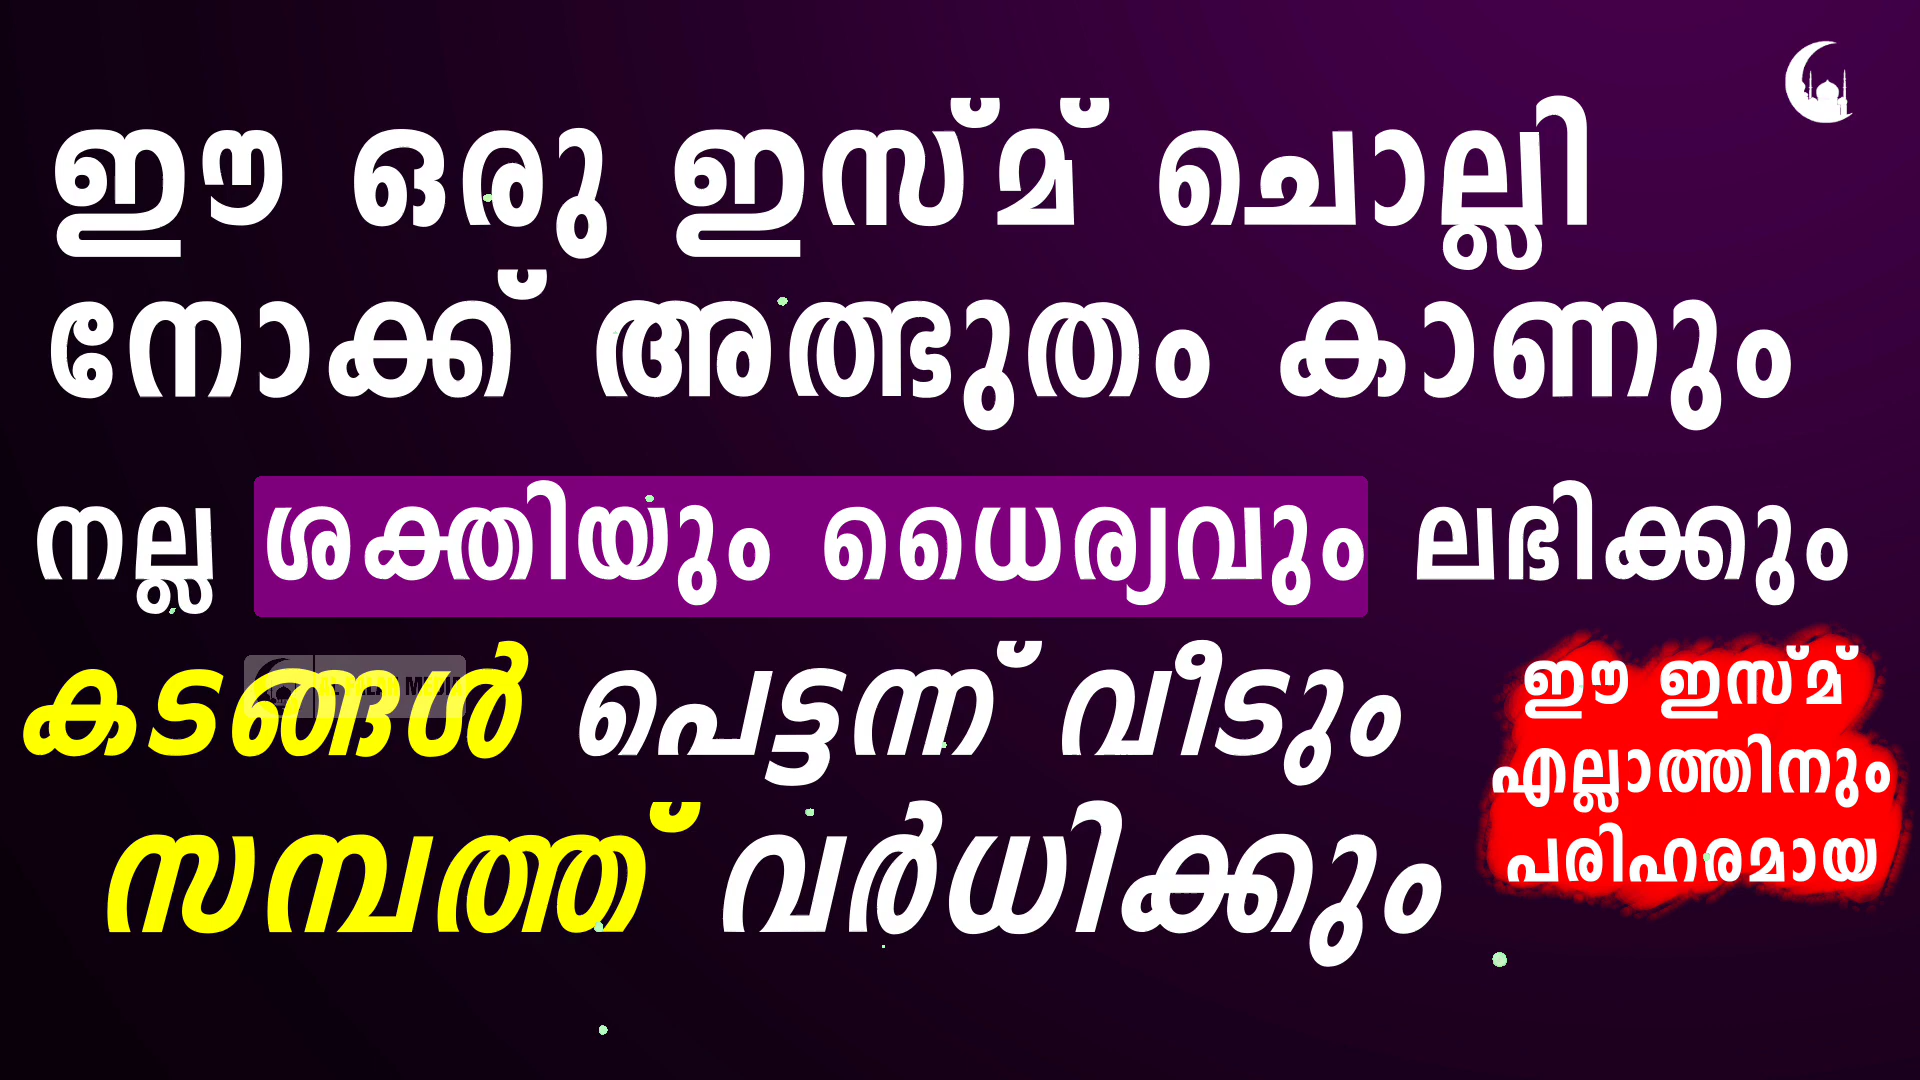 ഈ ഒരു ഇസ്മ് ചൊല്ലി
നോക്ക് അത്ഭുതം കാണും
നല്ല ശക്തിയും ധൈര്യവും ലഭിക്കും
കടങ്ങൾ പെട്ടന്ന് വീടും
സമ്പത്ത് വർധിക്കും
ഈ ഇസ്മ്
എല്ലാത്തിനും
പരിഹരമായ